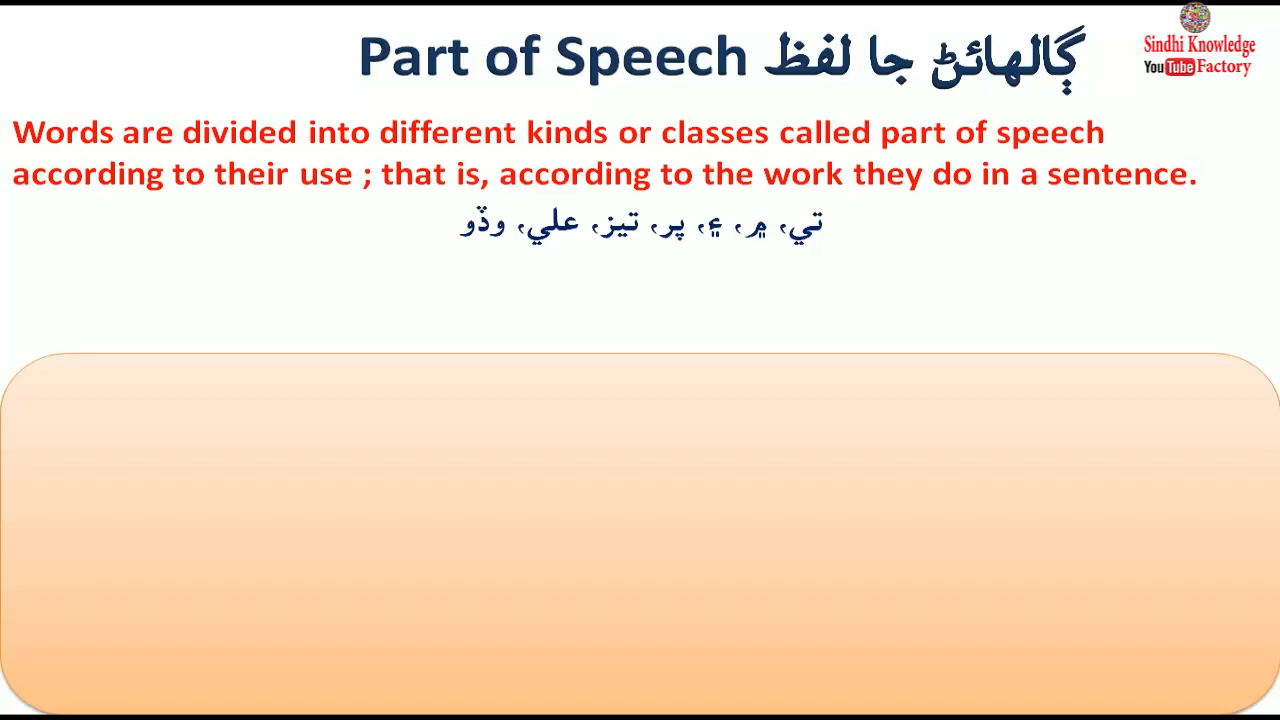 Part of Speech ڳالهائڻ جا لفظ
Sindhi Knowledge
YouTube Factory
Words are divided into different kinds or classes called part of speech
according to their use ; that is, according to the work they do in a sentence.
تي، ۾، ۽، پر، تيز، علي، وڏو